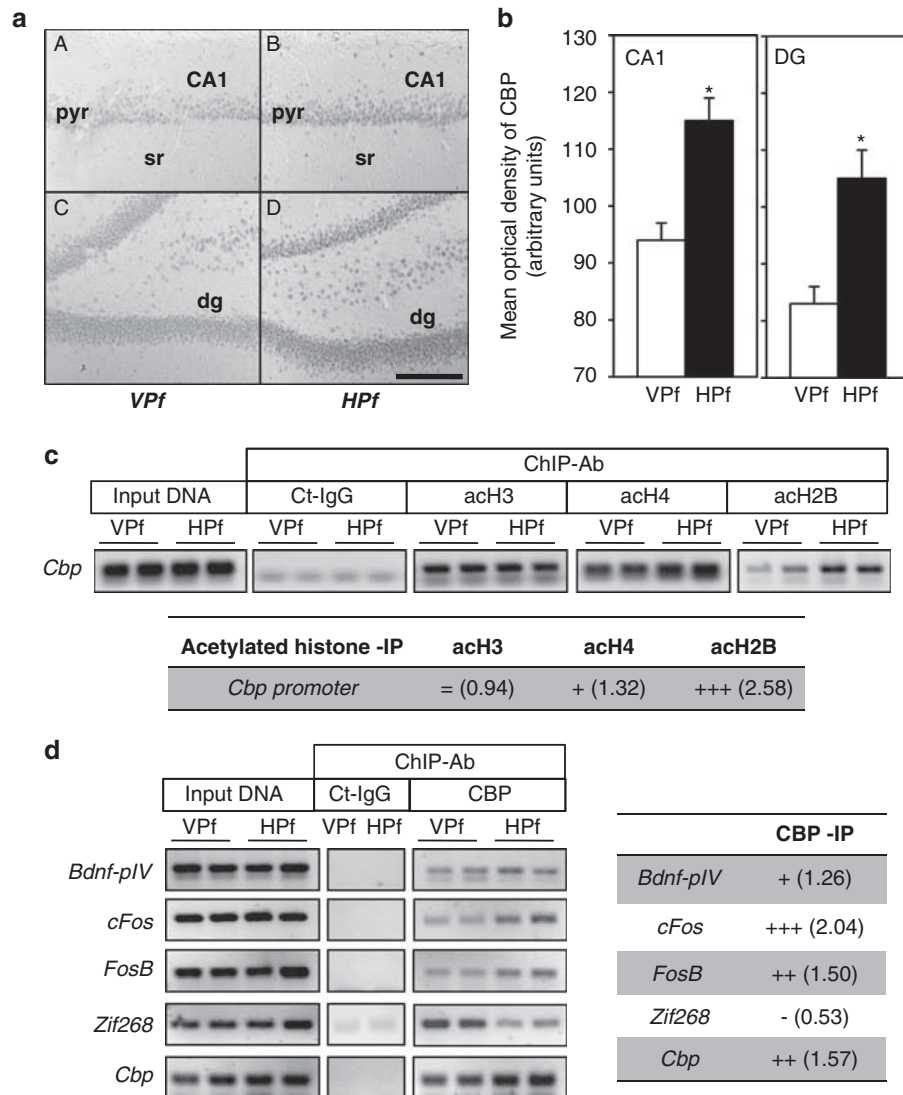 a
A
B
CA1
CA1
pyr
pyr
sr
sr
C
D
dg
dg
VPf
HPf
b
Mean optical density of CBP
(arbitrary units)
130
120
110
100
90
80
70
CA1
*
VPf HPf
DG
*
VPf HPf
c
ChIP-Ab
Input DNA Ct-IgG acH3 acH4 acH2B
VPf HPf VPf HPf VPf HPf VPf HPf VPf HPf
Cbp
Acetylated histone -IP acH3 acH4 acH2B
Cbp promoter = (0.94) + (1.32) +++ (2.58)
d
ChIP-Ab
Input DNA Ct-IgG CBP
VPf HPf VPf HPf VPf HPf
Bdnf-pIV
cFos
FosB
Zif268
Cbp
CBP -IP
Bdnf-pIV + (1.26)
cFos +++ (2.04)
FosB ++ (1.50)
Zif268 - (0.53)
Cbp ++ (1.57)